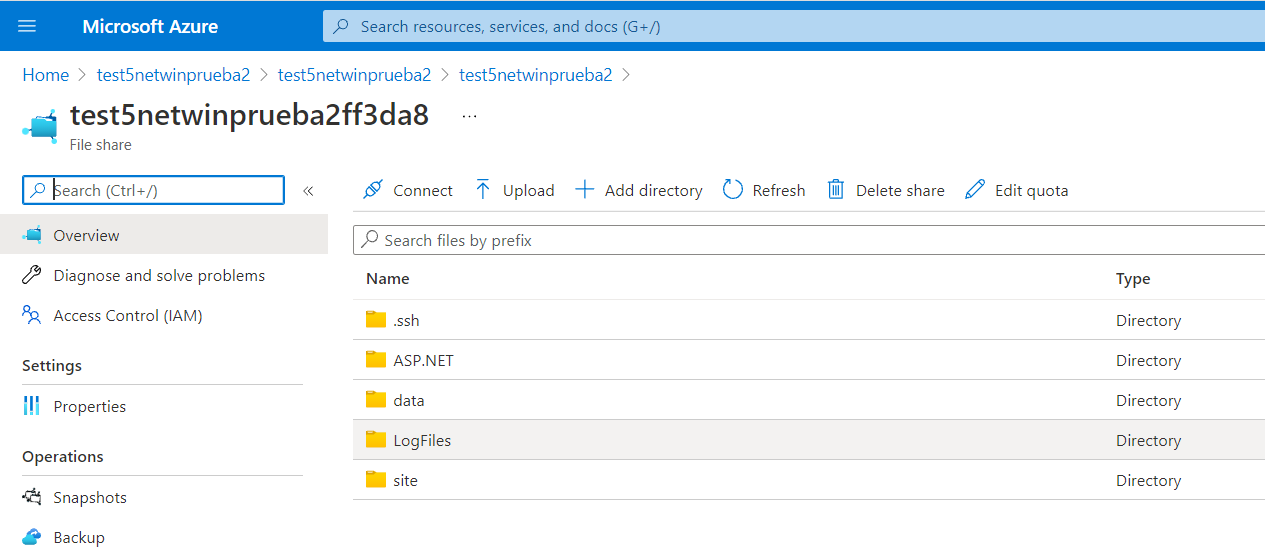 Microsoft Azure
Search resources, services, and docs (G+/)
Home > test5netwinprueba2 > test5netwinprueba2 > test5netwinprueba2 >
test5netwinprueba2ff3da8 ...
File share
Search (Ctrl+/) «
Overview
Diagnose and solve problems
Access Control (IAM)
Settings
Properties
Operations
Snapshots
Backup
Connect Upload Add directory Refresh Delete share Edit quota
Search files by prefix
Name Type
.ssh Directory
ASP.NET Directory
data Directory
LogFiles Directory
site Directory